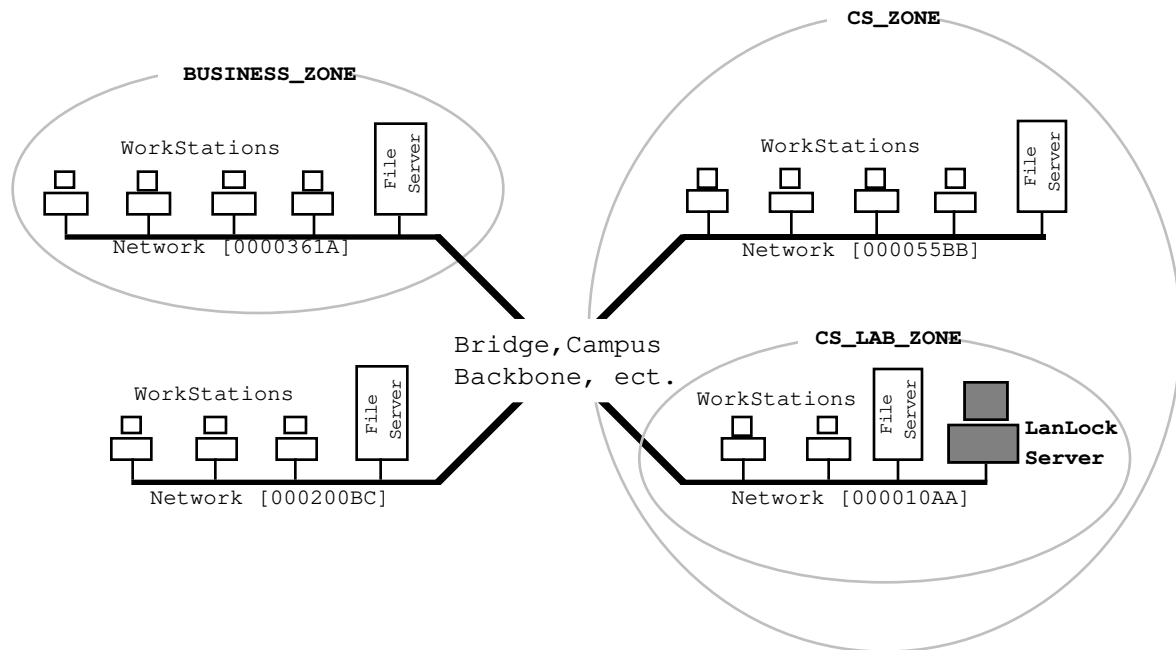 CS_ZONE
BUSINESS_ZONE
WorkStations
File
Server
Network [0000361A]
WorkStations
File
Server
Network [000055BB]
Bridge,Campus
Backbone, ect.
WorkStations
File
Server
Network [000200BC]
CS_LAB_ZONE
WorkStations
File
Server
LanLock
Server
Network [000010AA]